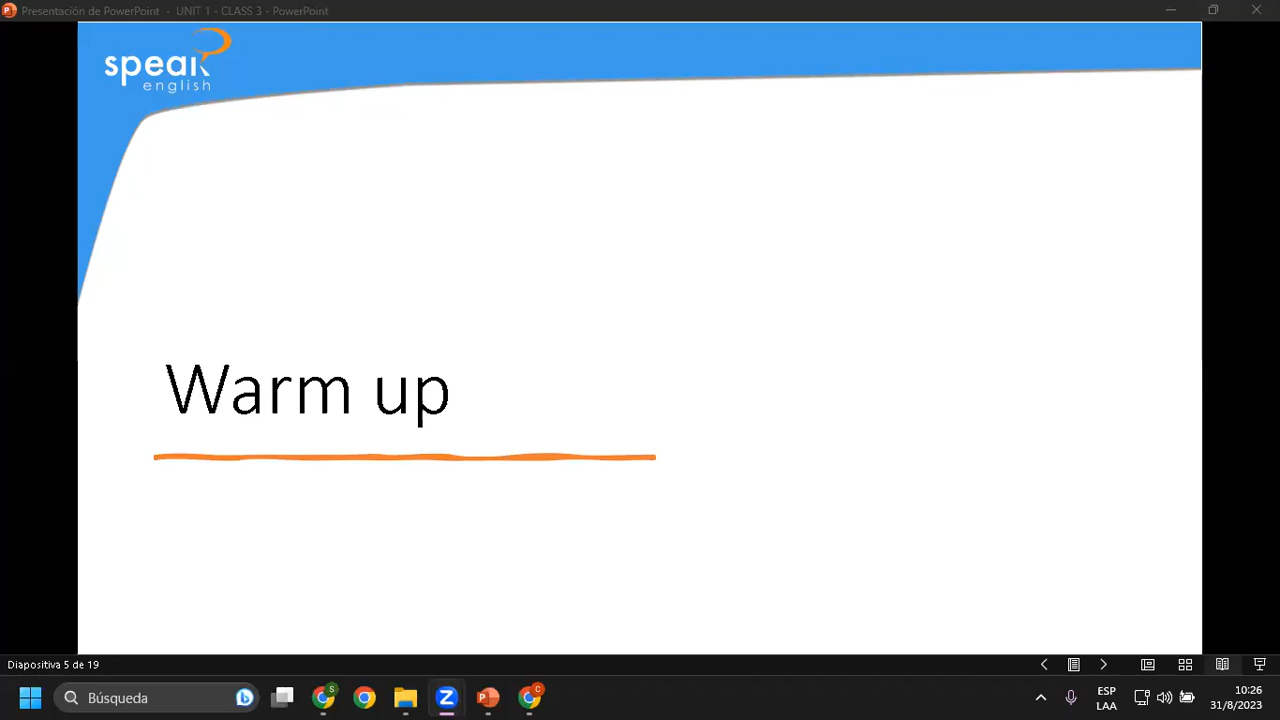 Presentación de PowerPoint - UNIT 1 - CLASS 3 - PowerPoint
speak
english
Warm up
Diapositiva 5 de 19
Búsqueda
ESP
LAA
10:26
31/8/2023